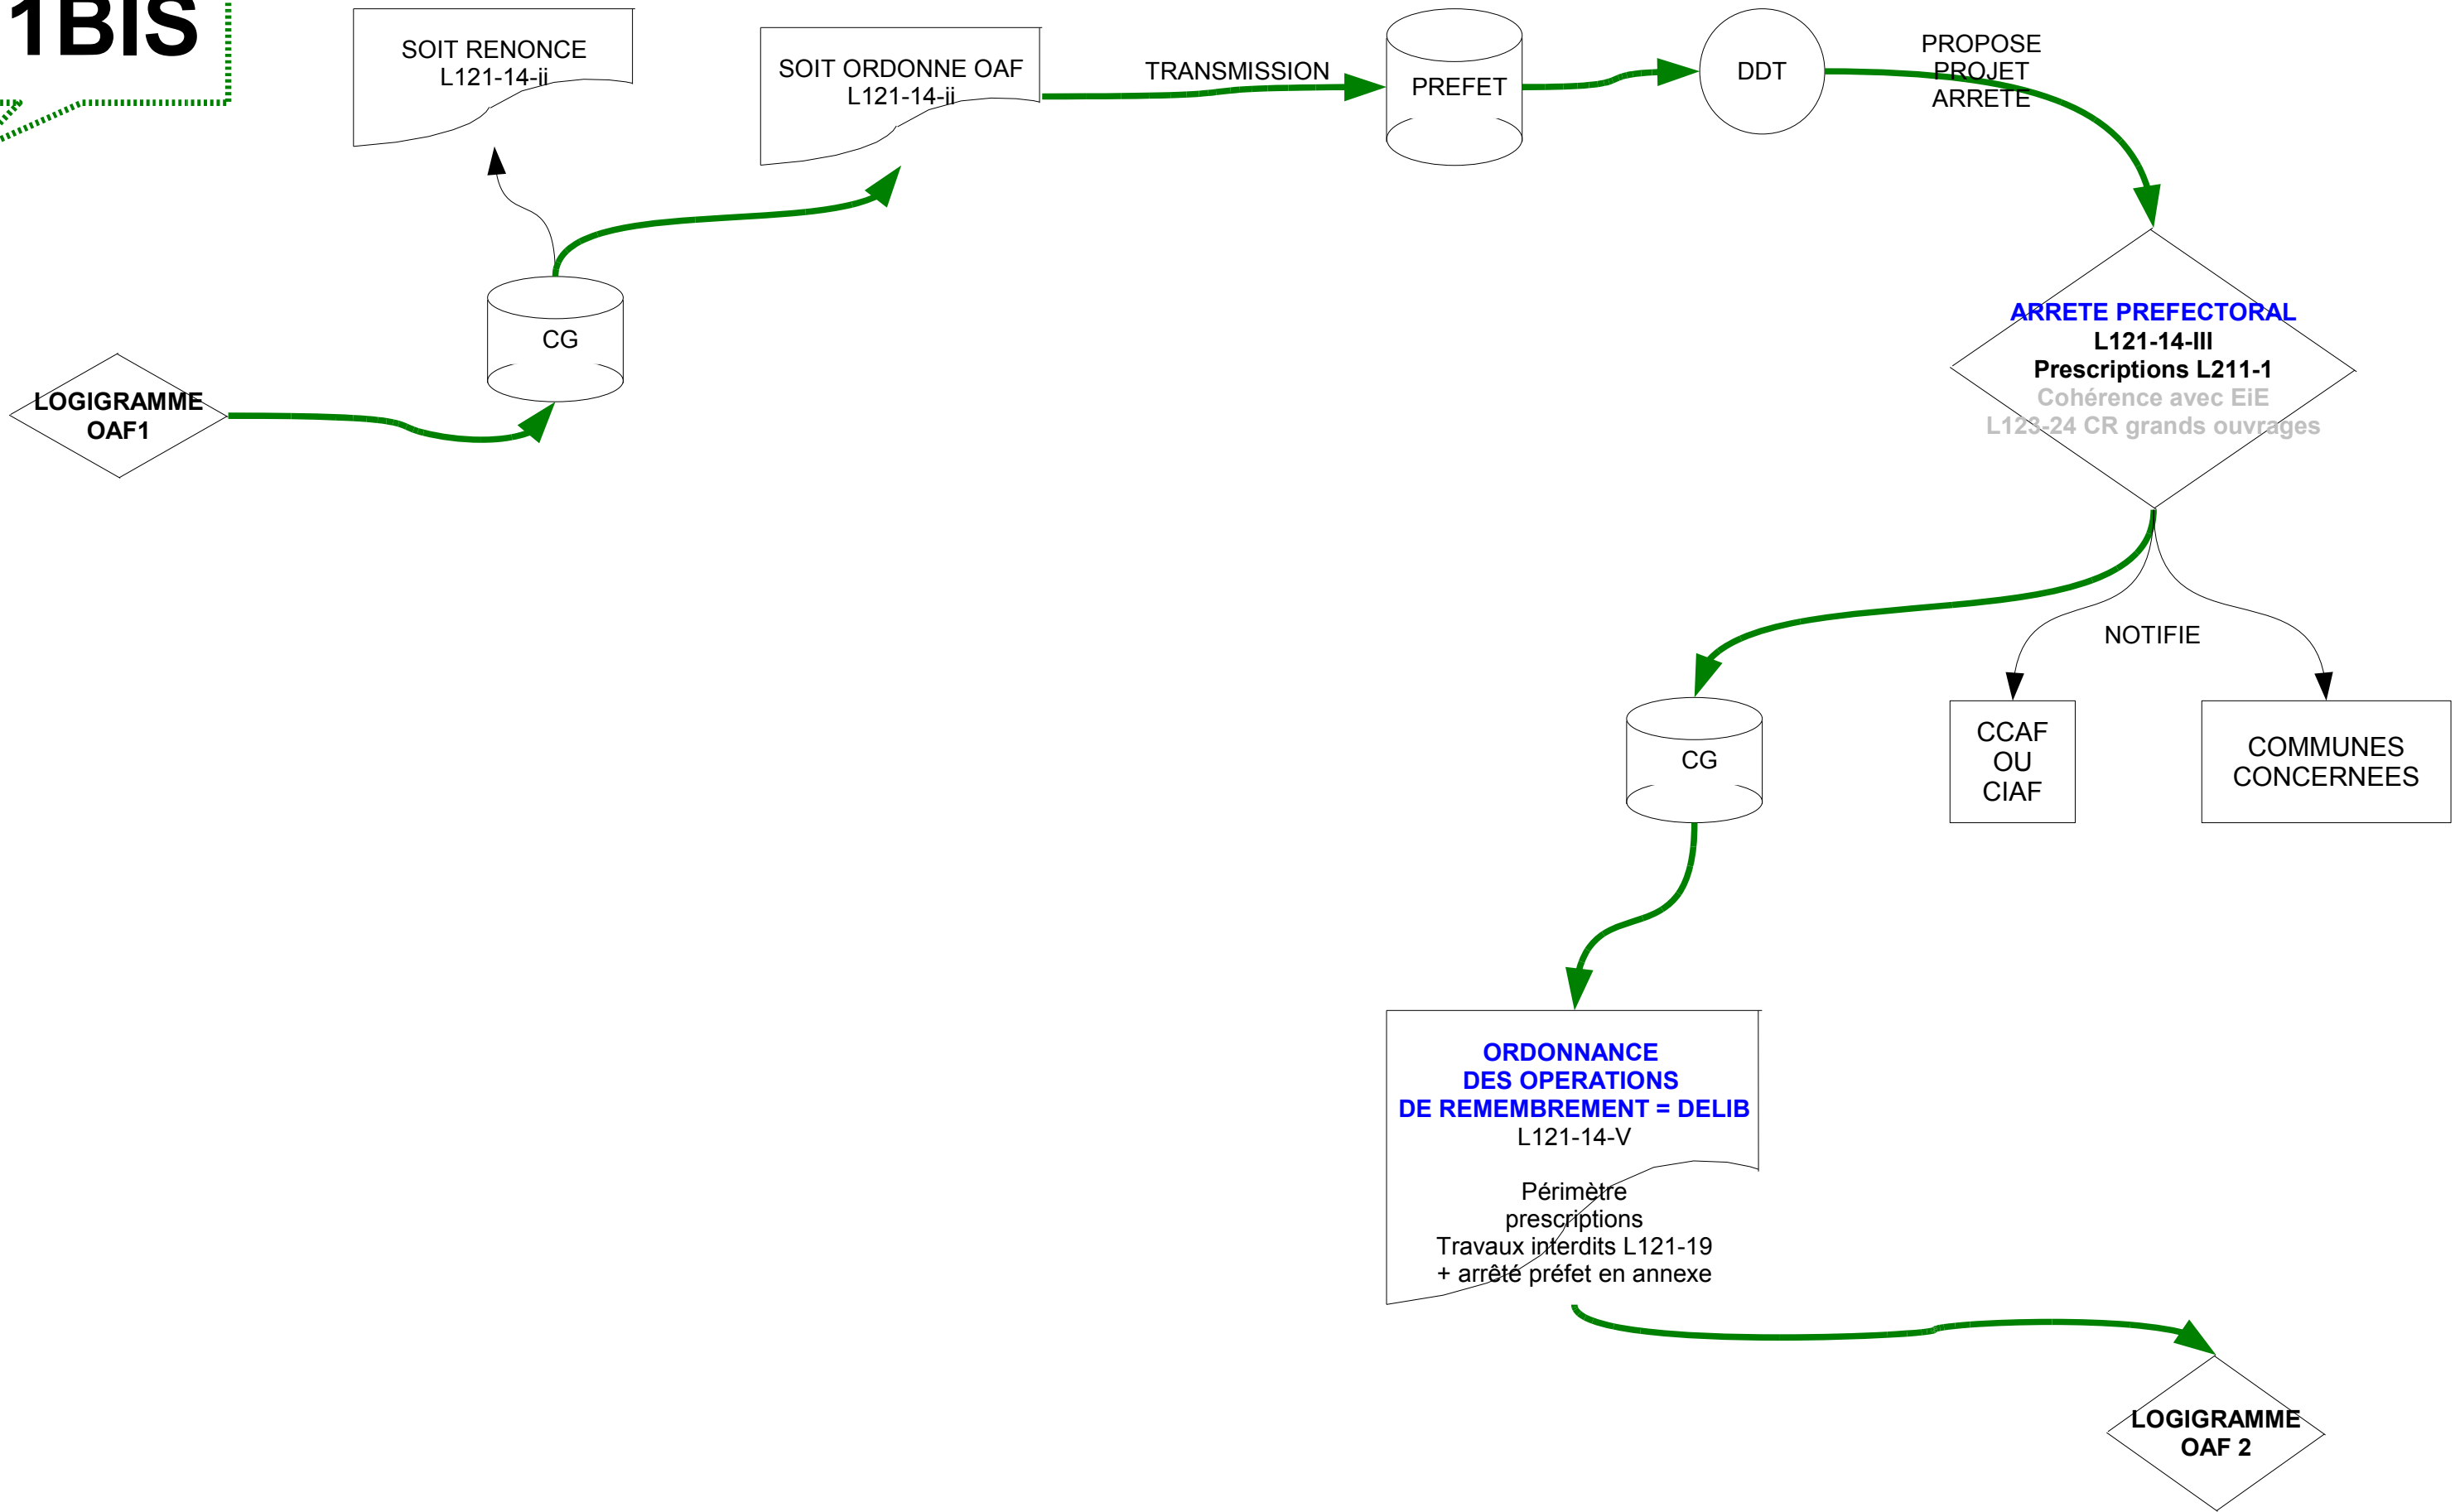 1BIS
SOIT RENONCE
L121-14-ii
SOIT ORDONNE OAF
L121-14-ii
TRANSMISSION
PREFET
DDT
PROPOSE
PROJET
ARRETE
CG
LOGIGRAMME
OAF1
ARRETE PREFECTORAL
L121-14-III
Prescriptions L211-1
Cohérence avec EiE
L123-24 CR grands ouvrages
NOTIFIE
CG
CCAF
OU
CIAF
COMMUNES
CONCERNEES
ORDONNANCE
DES OPERATIONS
DE REMEMBREMENT = DELIB
L121-14-V
Périmètre
prescriptions
Travaux interdits L121-19
+ arrêté préfet en annexe
LOGIGRAMME
OAF 2